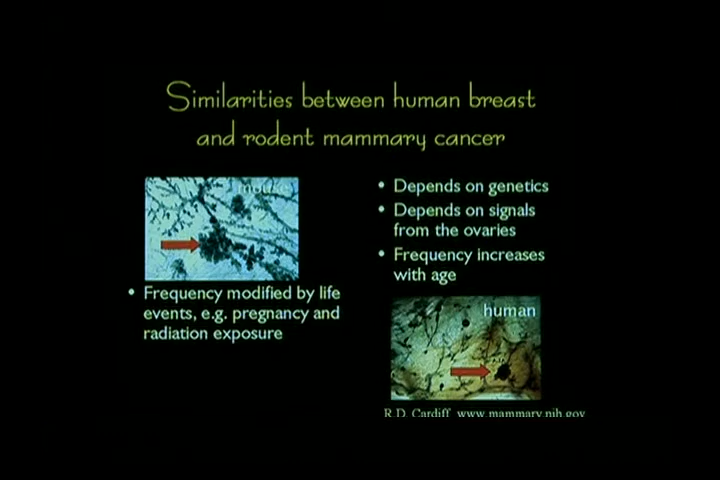 Similarities between human breast
and rodent mammary cancer
mouse
• Frequency modified by life
events, e.g. pregnancy and
radiation exposure
• Depends on genetics
• Depends on signals
from the ovaries
• Frequency increases
with age
human
R.D. Cardiff, www.mammary.nih.gov